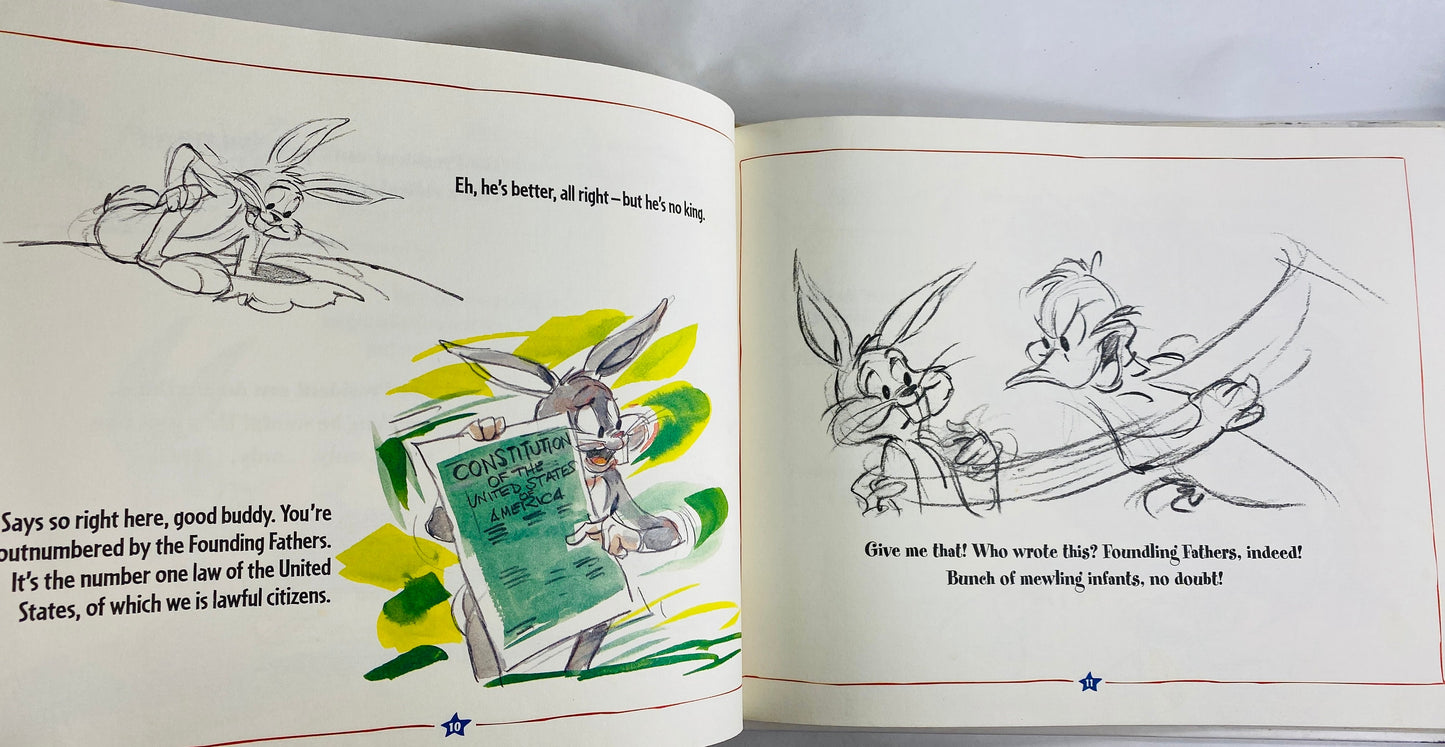 Eh, he's better, all right – but he's no king.
CONSTITUTION
OF THE
UNITED STATES
OF
AMERICA
Says so right here, good buddy. You're
outnumbered by the Founding Fathers.
It's the number one law of the United
States, of which we is lawful citizens.
10
Give me that! Who wrote this? Foundling Fathers, indeed!
Bunch of mewling infants, no doubt!
11